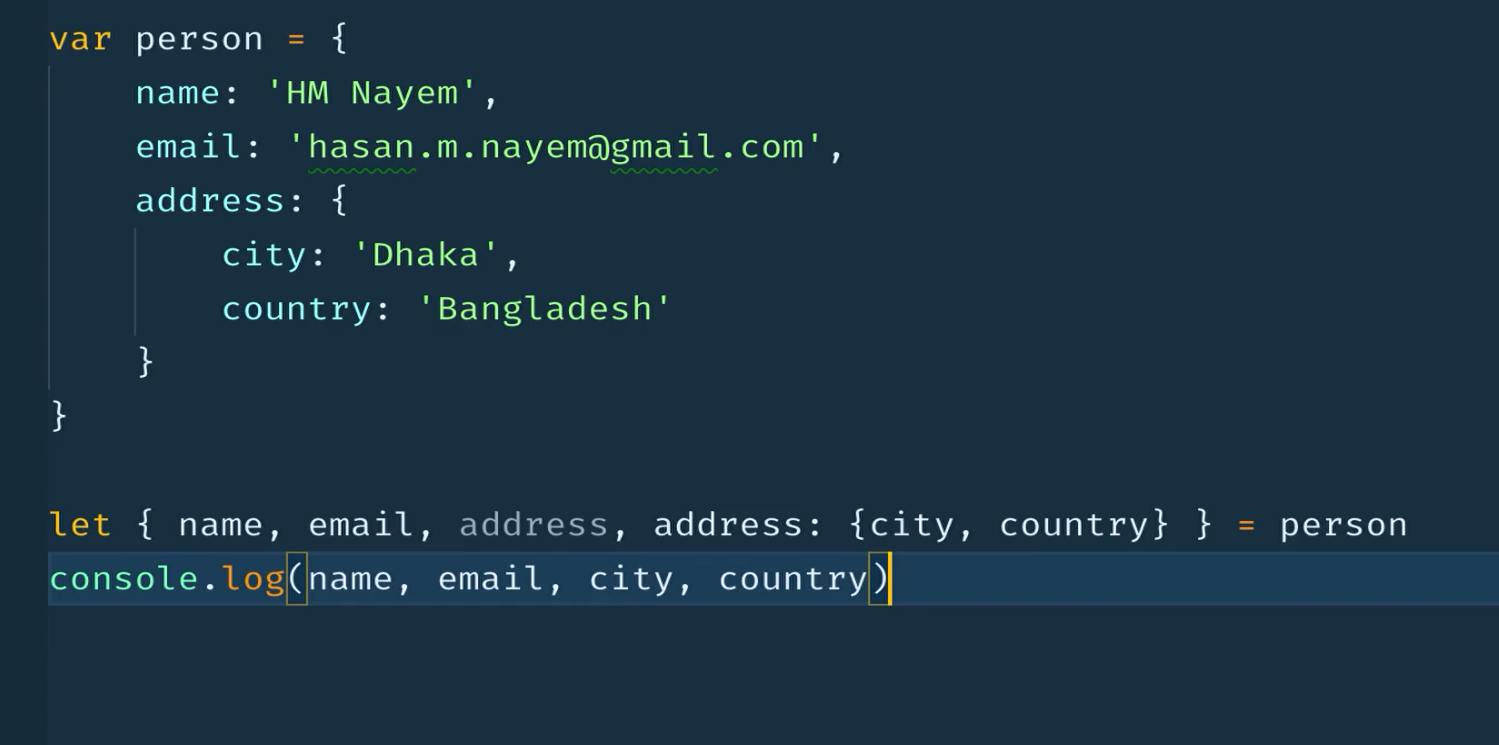 var person = {
    name: 'HM Nayem',
    email: 'hasan.m.nayem@gmail.com',
    address: {
        city: 'Dhaka',
        country: 'Bangladesh'
    }
}
let { name, email, address, address: {city, country} } = person
console.log(name, email, city, country)